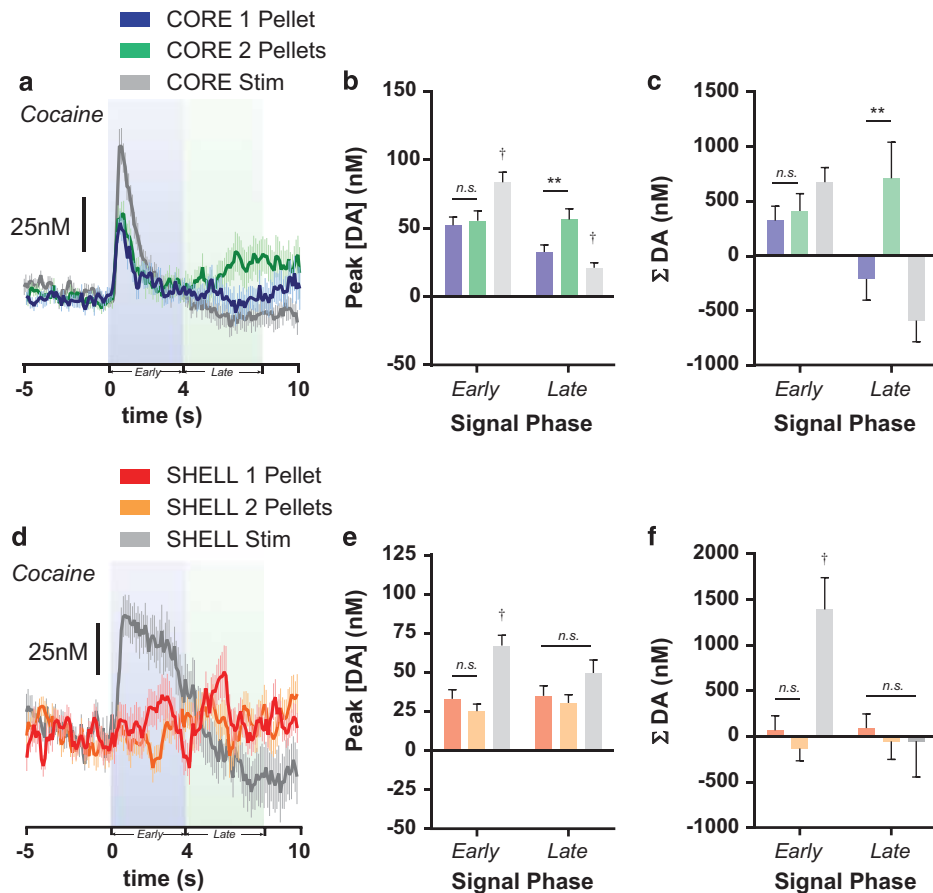 CORE 1 Pellet
CORE 2 Pellets
CORE Stim
a
Cocaine
25nM
Early
Late
-5
0
4
10
time (s)
b
Peak [DA] (nM)
150
100
50
0
-50
n.s.
†
**
†
Early
Late
Signal Phase
c
Σ DA (nM)
1500
1000
500
0
-500
-1000
n.s.
**
Early
Late
Signal Phase
SHELL 1 Pellet
SHELL 2 Pellets
SHELL Stim
d
Cocaine
25nM
Early
Late
-5
0
4
10
time (s)
e
Peak [DA] (nM)
125
100
75
50
25
0
-25
-50
n.s.
†
n.s.
Early
Late
Signal Phase
f
Σ DA (nM)
2000
1500
1000
500
0
-500
-1000
n.s.
†
n.s.
Early
Late
Signal Phase